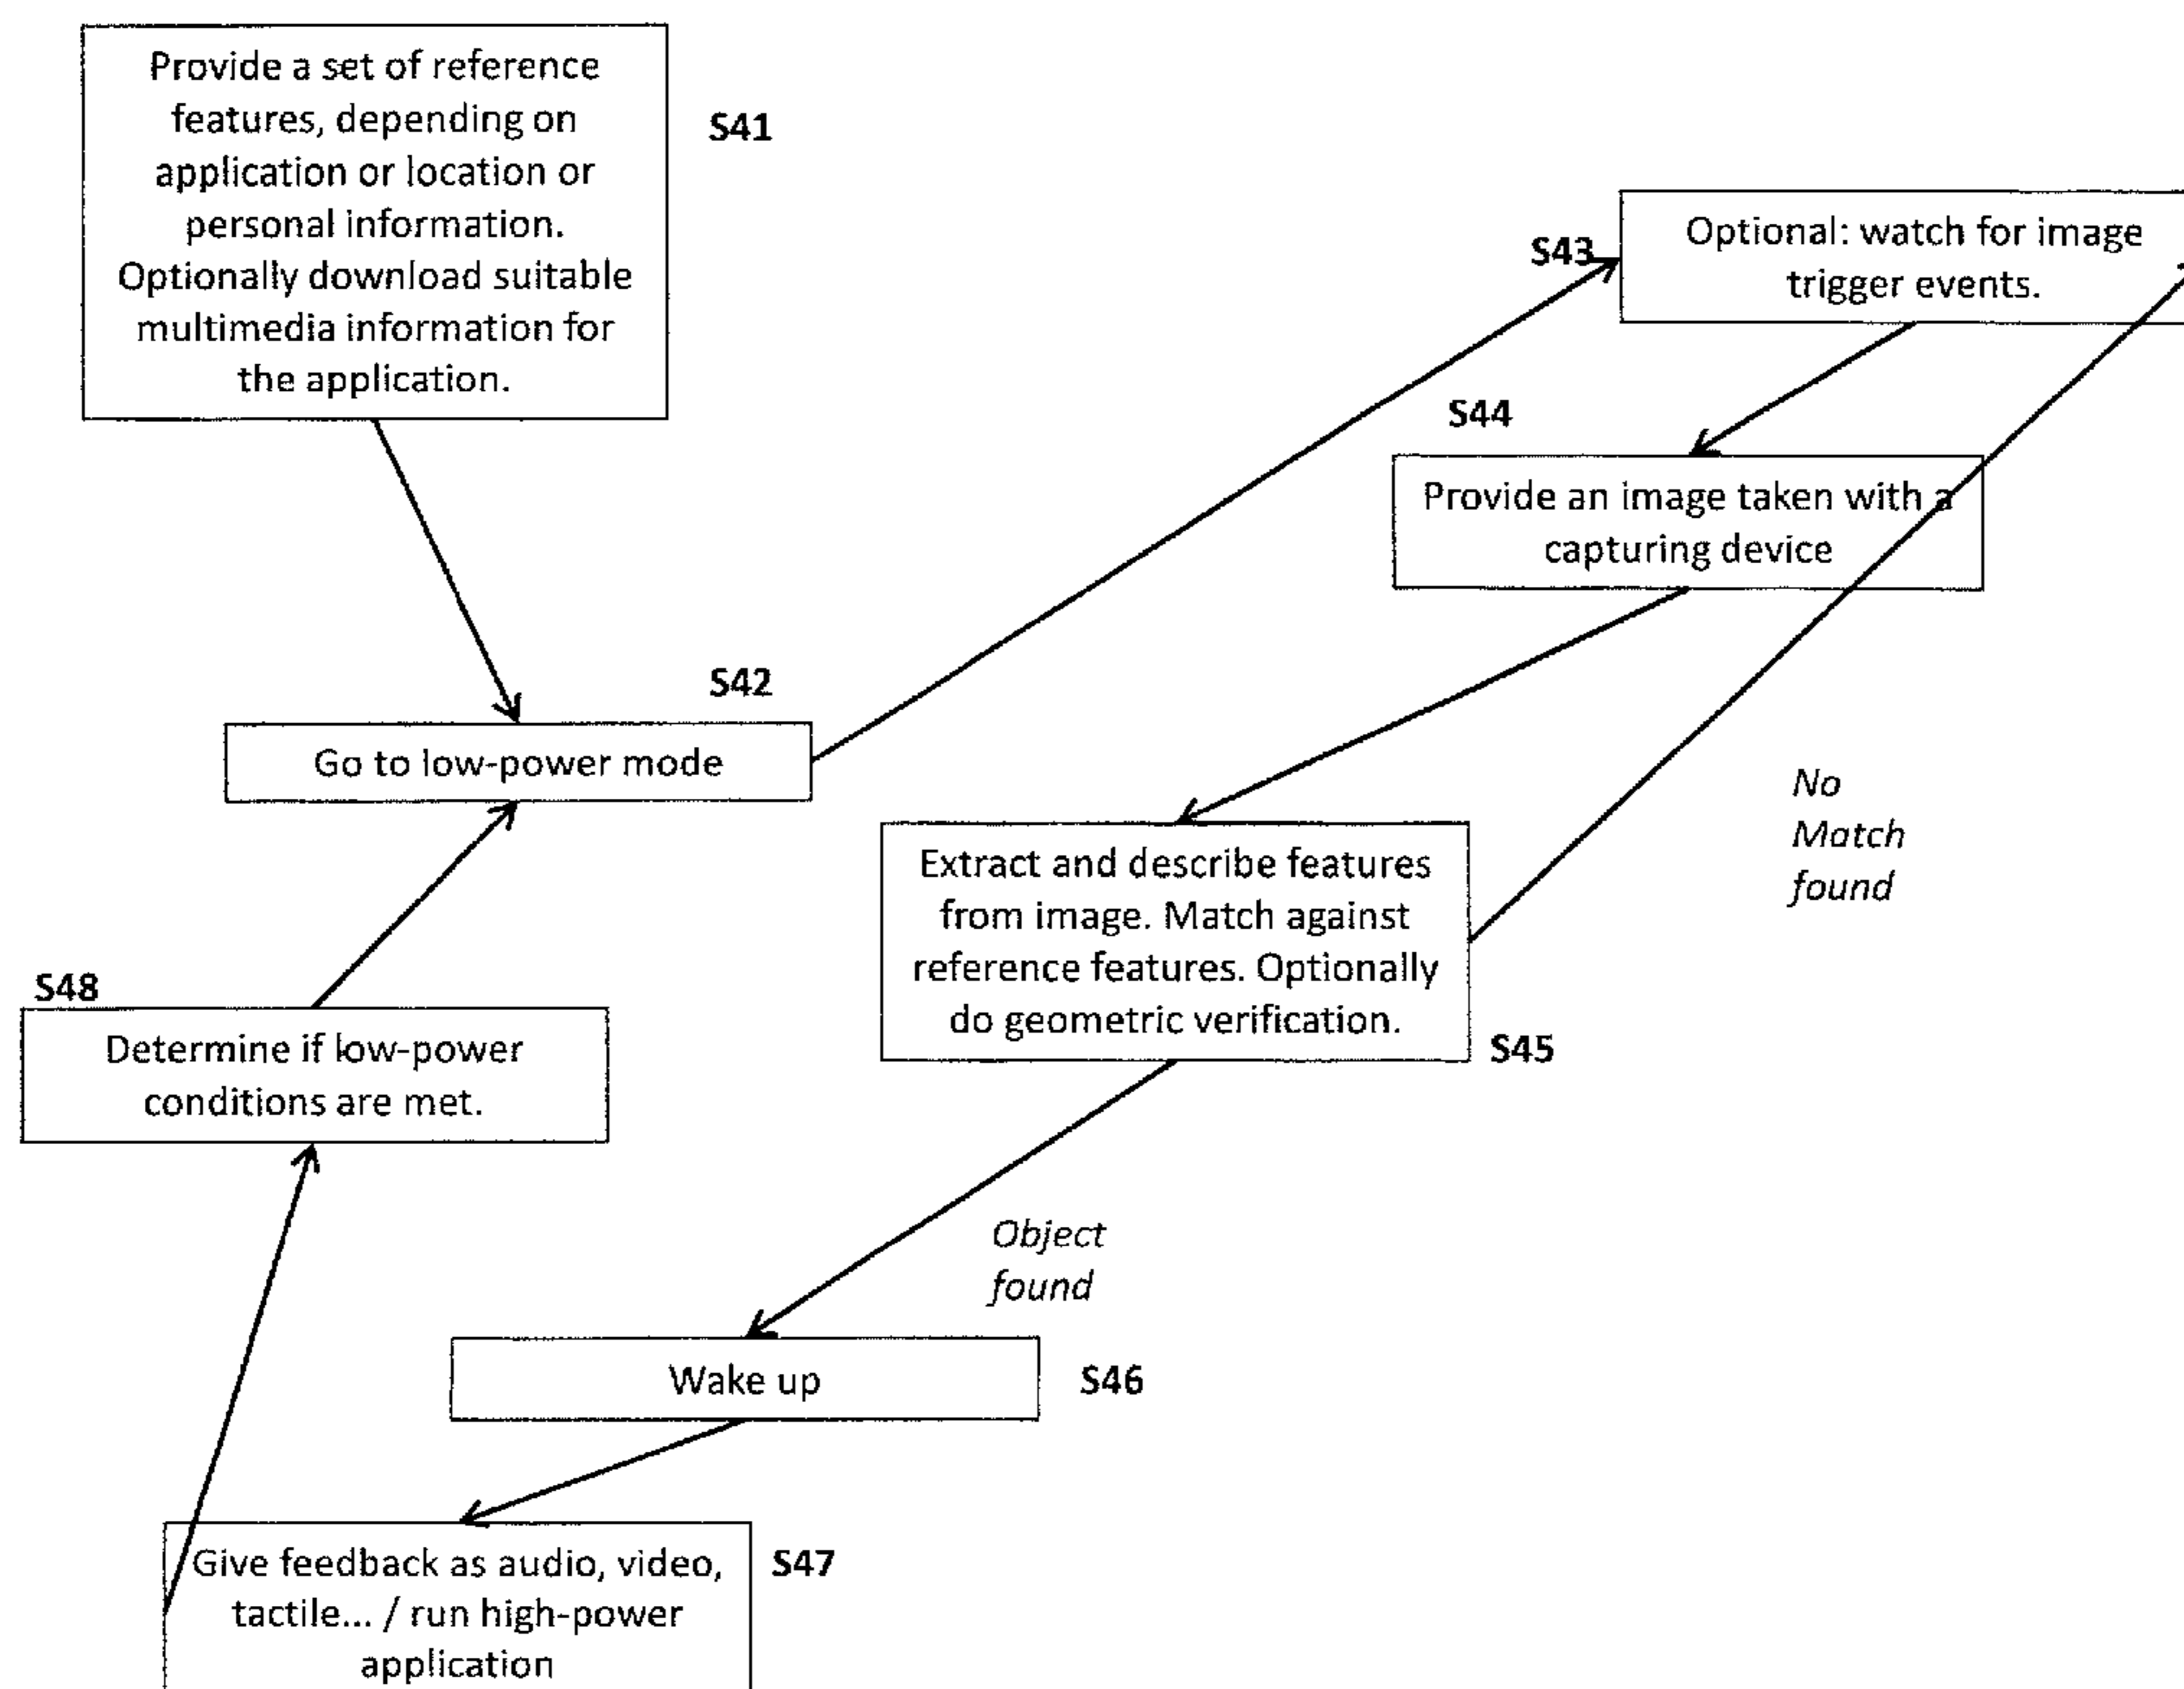 Provide a set of reference
features, depending on
application or location or
personal information.
Optionally download suitable
multimedia information for
the application.
S41
S42
Go to low-power mode
S43
Optional: watch for image
trigger events.
S44
Provide an image taken with a
capturing device
Extract and describe features
from image. Match against
reference features. Optionally
do geometric verification.
S45
No
Match
found
Object
found
Wake up
S46
Give feedback as audio, video,
tactile... / run high-power
application
S47
S48
Determine if low-power
conditions are met.